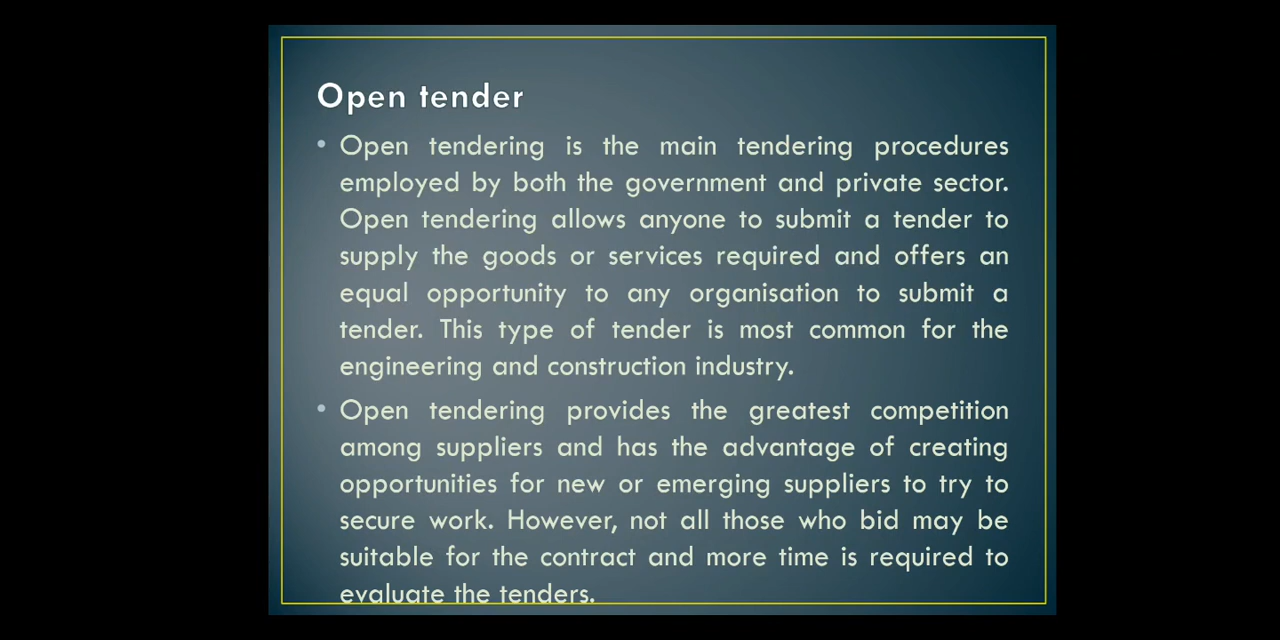 Open tender
• Open tendering is the main tendering procedures
employed by both the government and private sector.
Open tendering allows anyone to submit a tender to
supply the goods or services required and offers an
equal opportunity to any organisation to submit a
tender. This type of tender is most common for the
engineering and construction industry.
• Open tendering provides the greatest competition
among suppliers and has the advantage of creating
opportunities for new or emerging suppliers to try to
secure work. However, not all those who bid may be
suitable for the contract and more time is required to
evaluate the tenders.